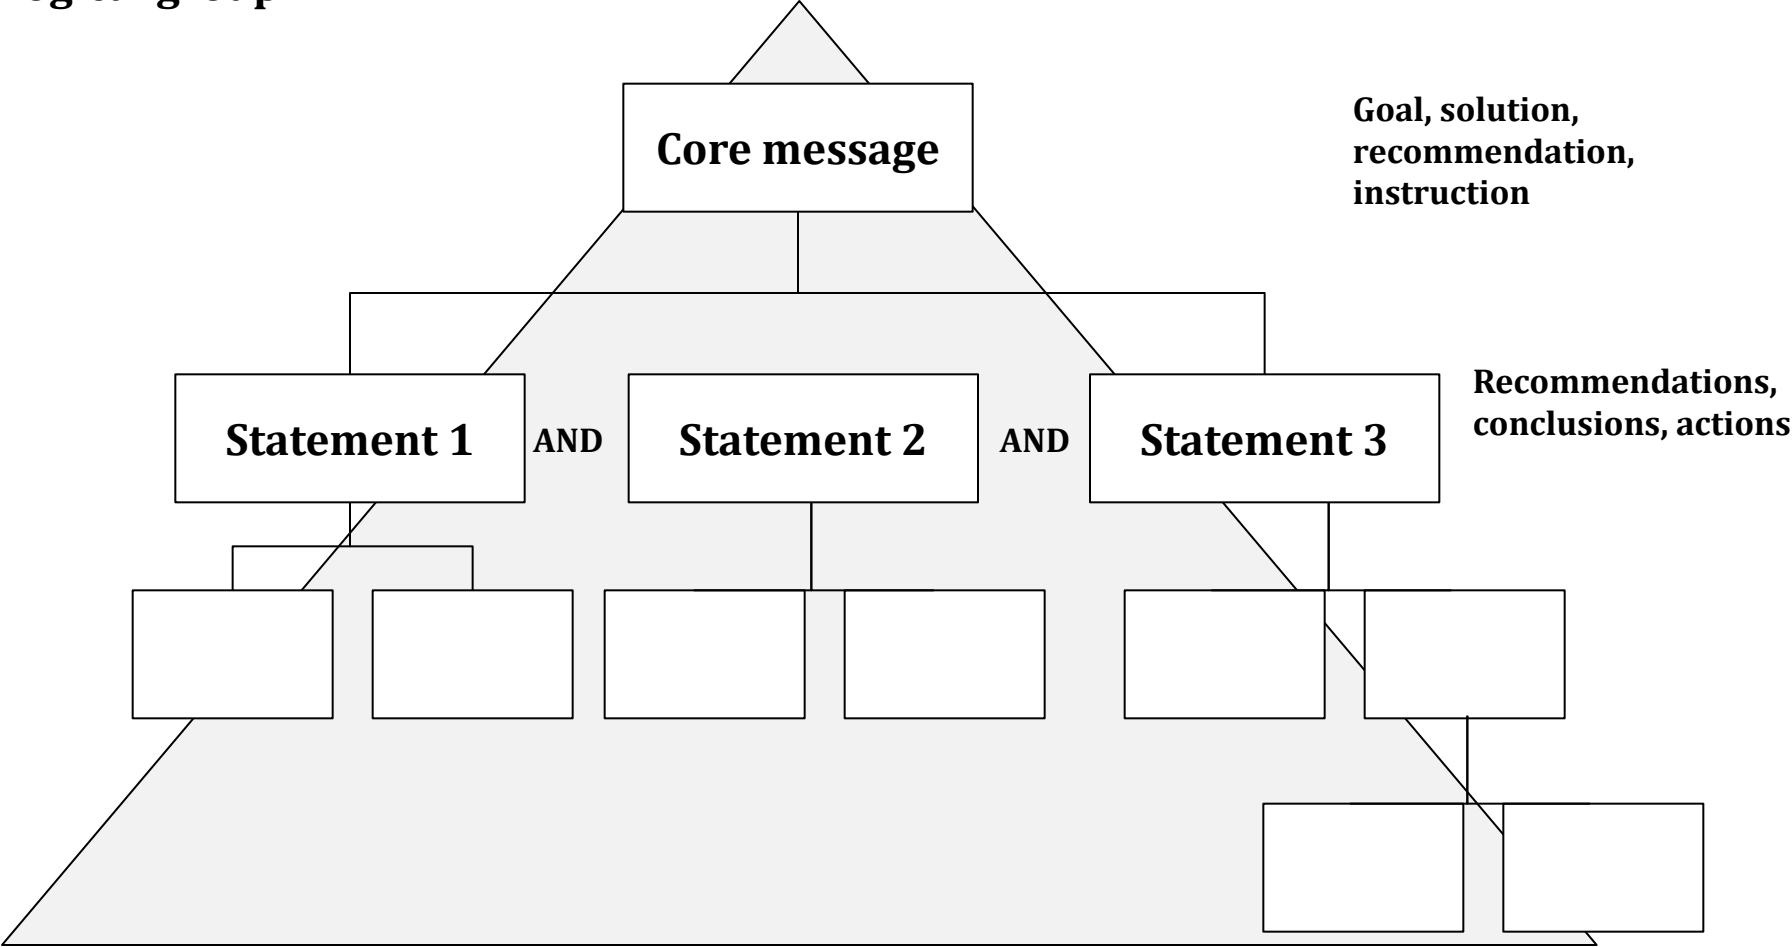 Core message
Goal, solution,
recommendation,
instruction
Statement 1
AND
Statement 2
AND
Statement 3
Recommendations,
conclusions, actions